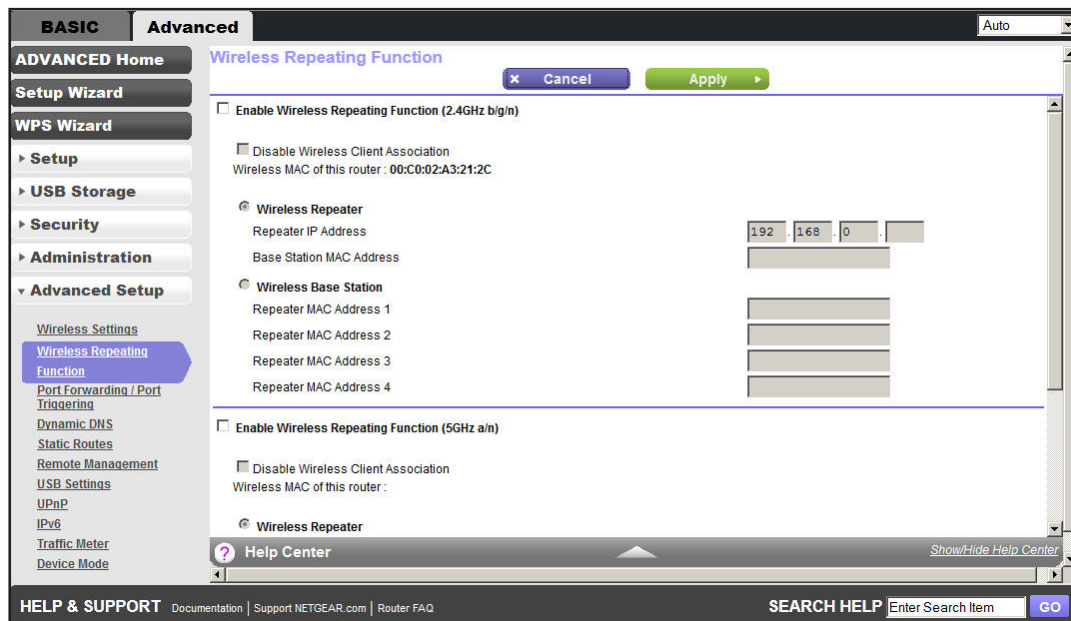 BASIC
Advanced
Auto
ADVANCED Home
Setup Wizard
WPS Wizard
Setup
USB Storage
Security
Administration
Advanced Setup
Wireless Settings
Wireless Repeating
Function
Port Forwarding / Port
Triggering
Dynamic DNS
Static Routes
Remote Management
USB Settings
UPnP
IPv6
Traffic Meter
Device Mode
Wireless Repeating Function
Cancel
Apply
Enable Wireless Repeating Function (2.4GHz b/g/n)
Disable Wireless Client Association
Wireless MAC of this router : 00:C0:02:A3:21:2C
Wireless Repeater
Repeater IP Address 192 . 168 . 0 .
Base Station MAC Address
Wireless Base Station
Repeater MAC Address 1
Repeater MAC Address 2
Repeater MAC Address 3
Repeater MAC Address 4
Enable Wireless Repeating Function (5GHz a/n)
Disable Wireless Client Association
Wireless MAC of this router :
Wireless Repeater
? Help Center
Show/Hide Help Center
HELP & SUPPORT Documentation | Support NETGEAR.com | Router FAQ
SEARCH HELP Enter Search Item GO